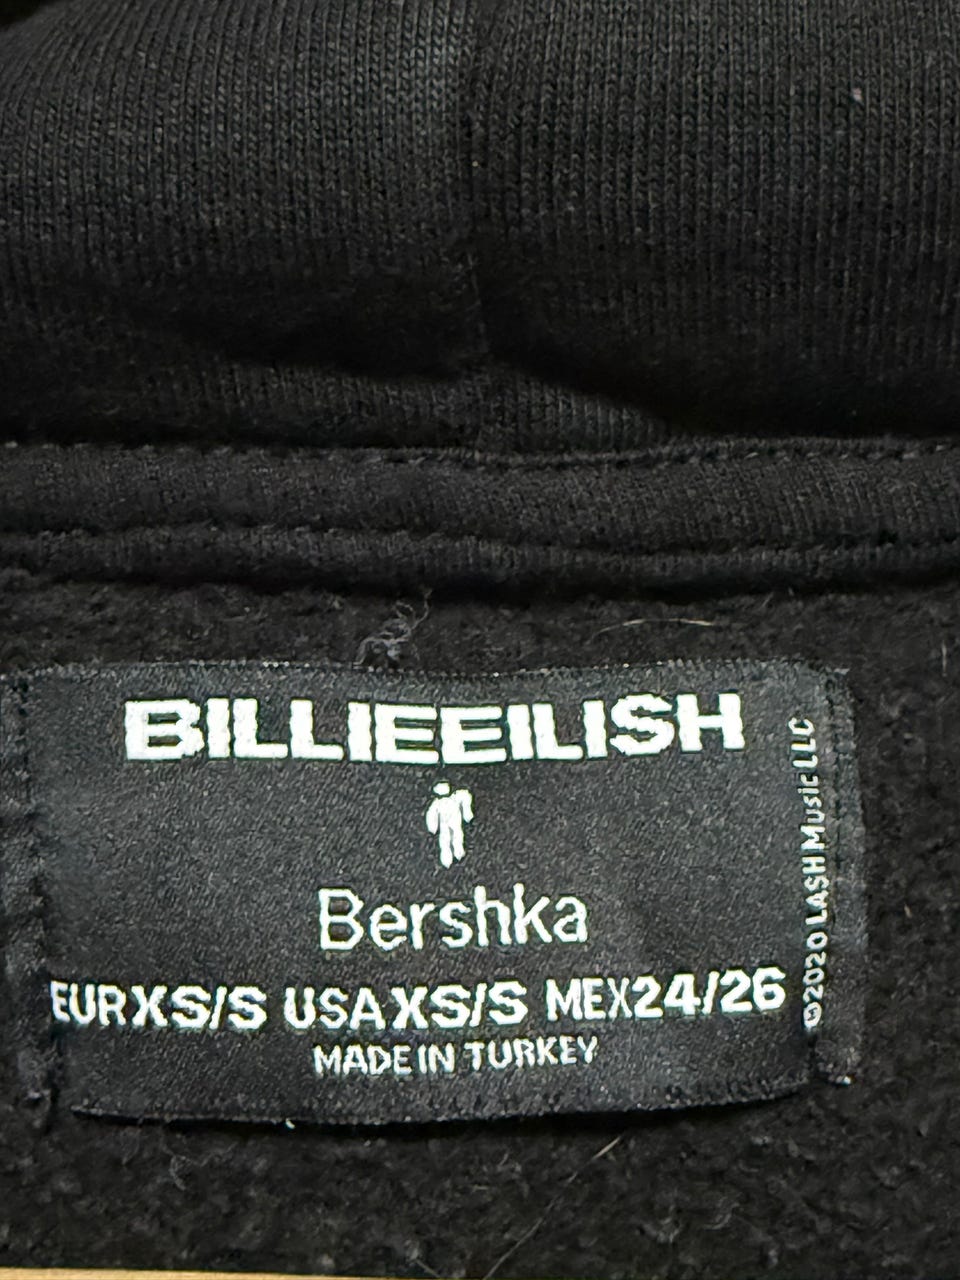 BILLIEEILISH
Bershka
EURXS/S USAXS/S MEX24/26
MADE IN TURKEY
©2020 LASH Music LLC